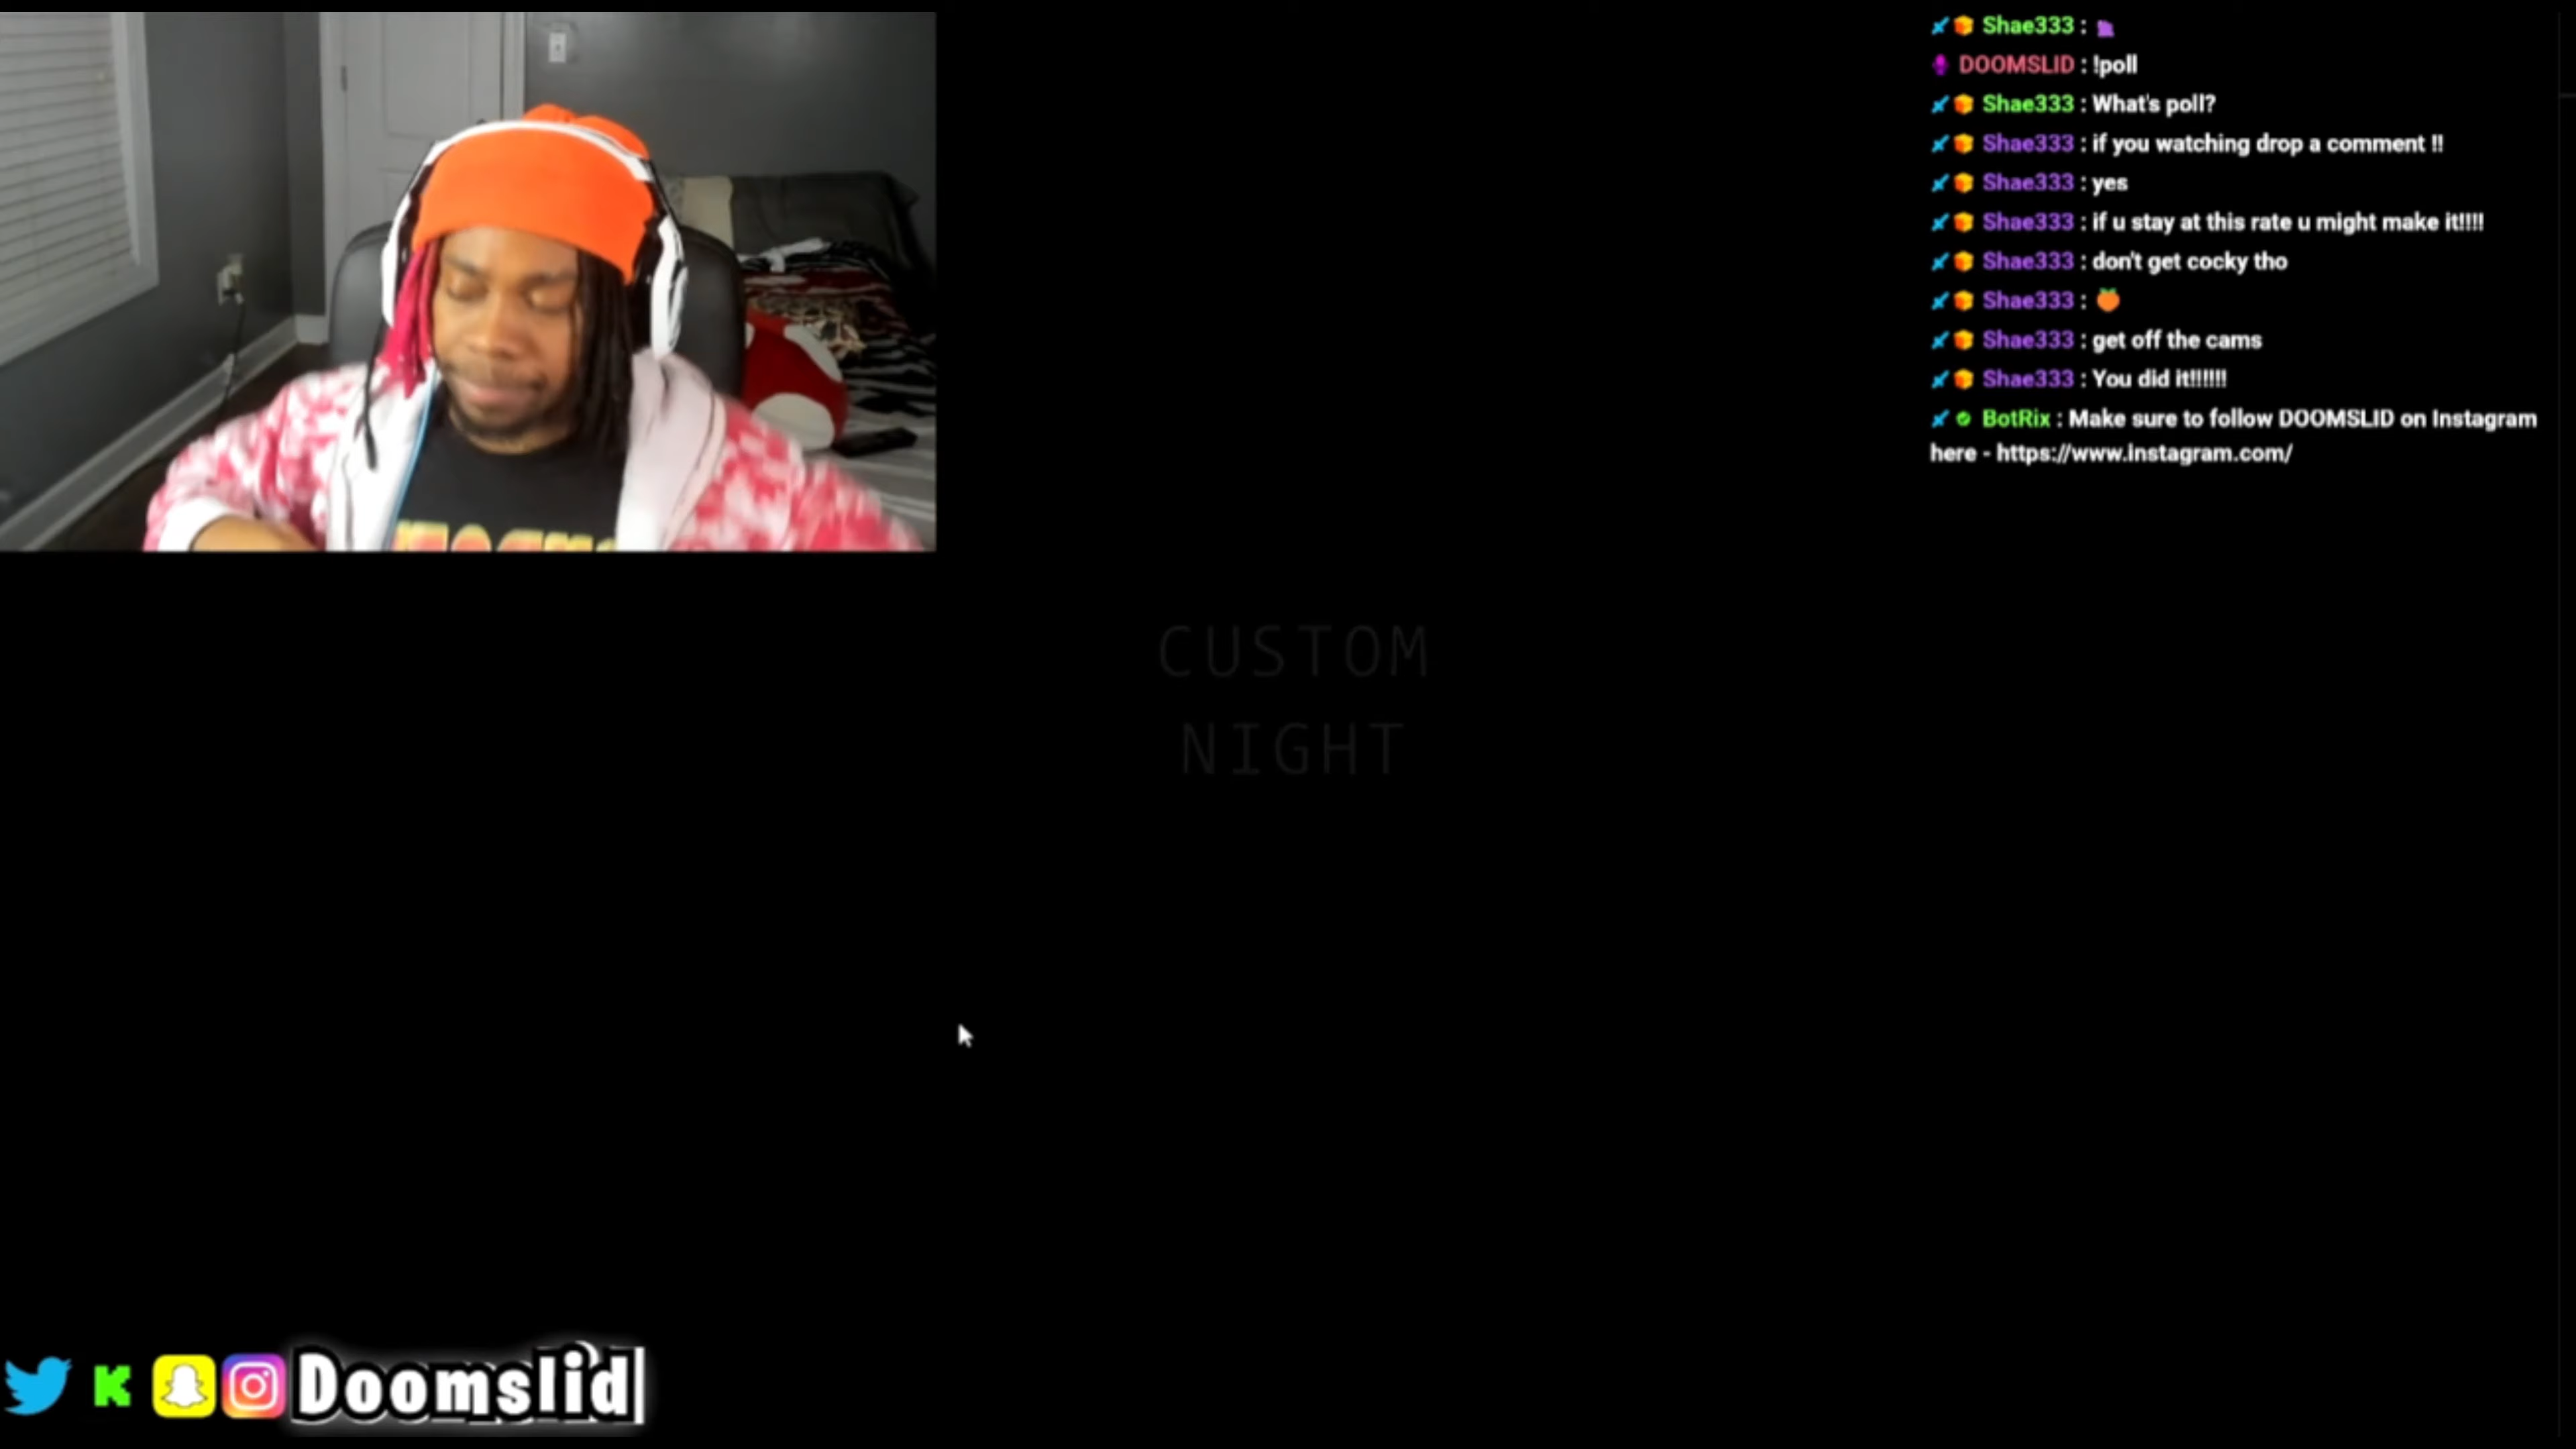 Shae333 :
DOOMSLID : !poll
Shae333 : What's poll?
Shae333 : if you watching drop a comment !!
Shae333 : yes
Shae333 : if u stay at this rate u might make it!!!!
Shae333 : don't get cocky tho
Shae333 : 🍑
Shae333 : get off the cams
Shae333 : You did it!!!!!!
BotRix : Make sure to follow DOOMSLID on Instagram
here - https://www.instagram.com/
CUSTOM
NIGHT
K Doomslid